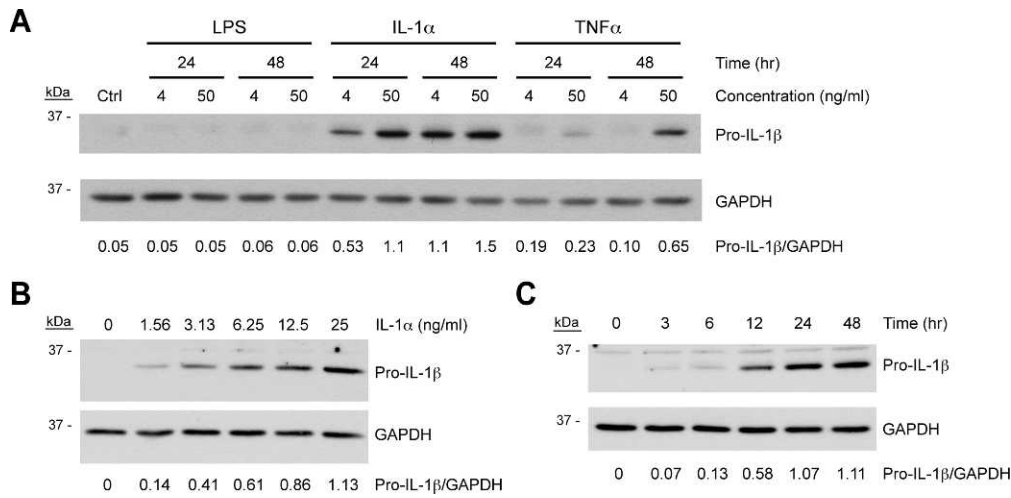 A
LPS IL-1α TNFα
24 48 24 48 24 48 Time (hr)
kDa Ctrl 4 50 4 50 4 50 4 50 4 50 4 50 Concentration (ng/ml)
37 -
Pro-IL-1β
37 -
GAPDH
0.05 0.05 0.05 0.06 0.06 0.53 1.1 1.1 1.5 0.19 0.23 0.10 0.65 Pro-IL-1β/GAPDH
B
kDa 0 1.56 3.13 6.25 12.5 25 IL-1α (ng/ml)
37 -
Pro-IL-1β
37 -
GAPDH
0 0.14 0.41 0.61 0.86 1.13 Pro-IL-1β/GAPDH
C
kDa 0 3 6 12 24 48 Time (hr)
37 -
Pro-IL-1β
37 -
GAPDH
0 0.07 0.13 0.58 1.07 1.11 Pro-IL-1β/GAPDH